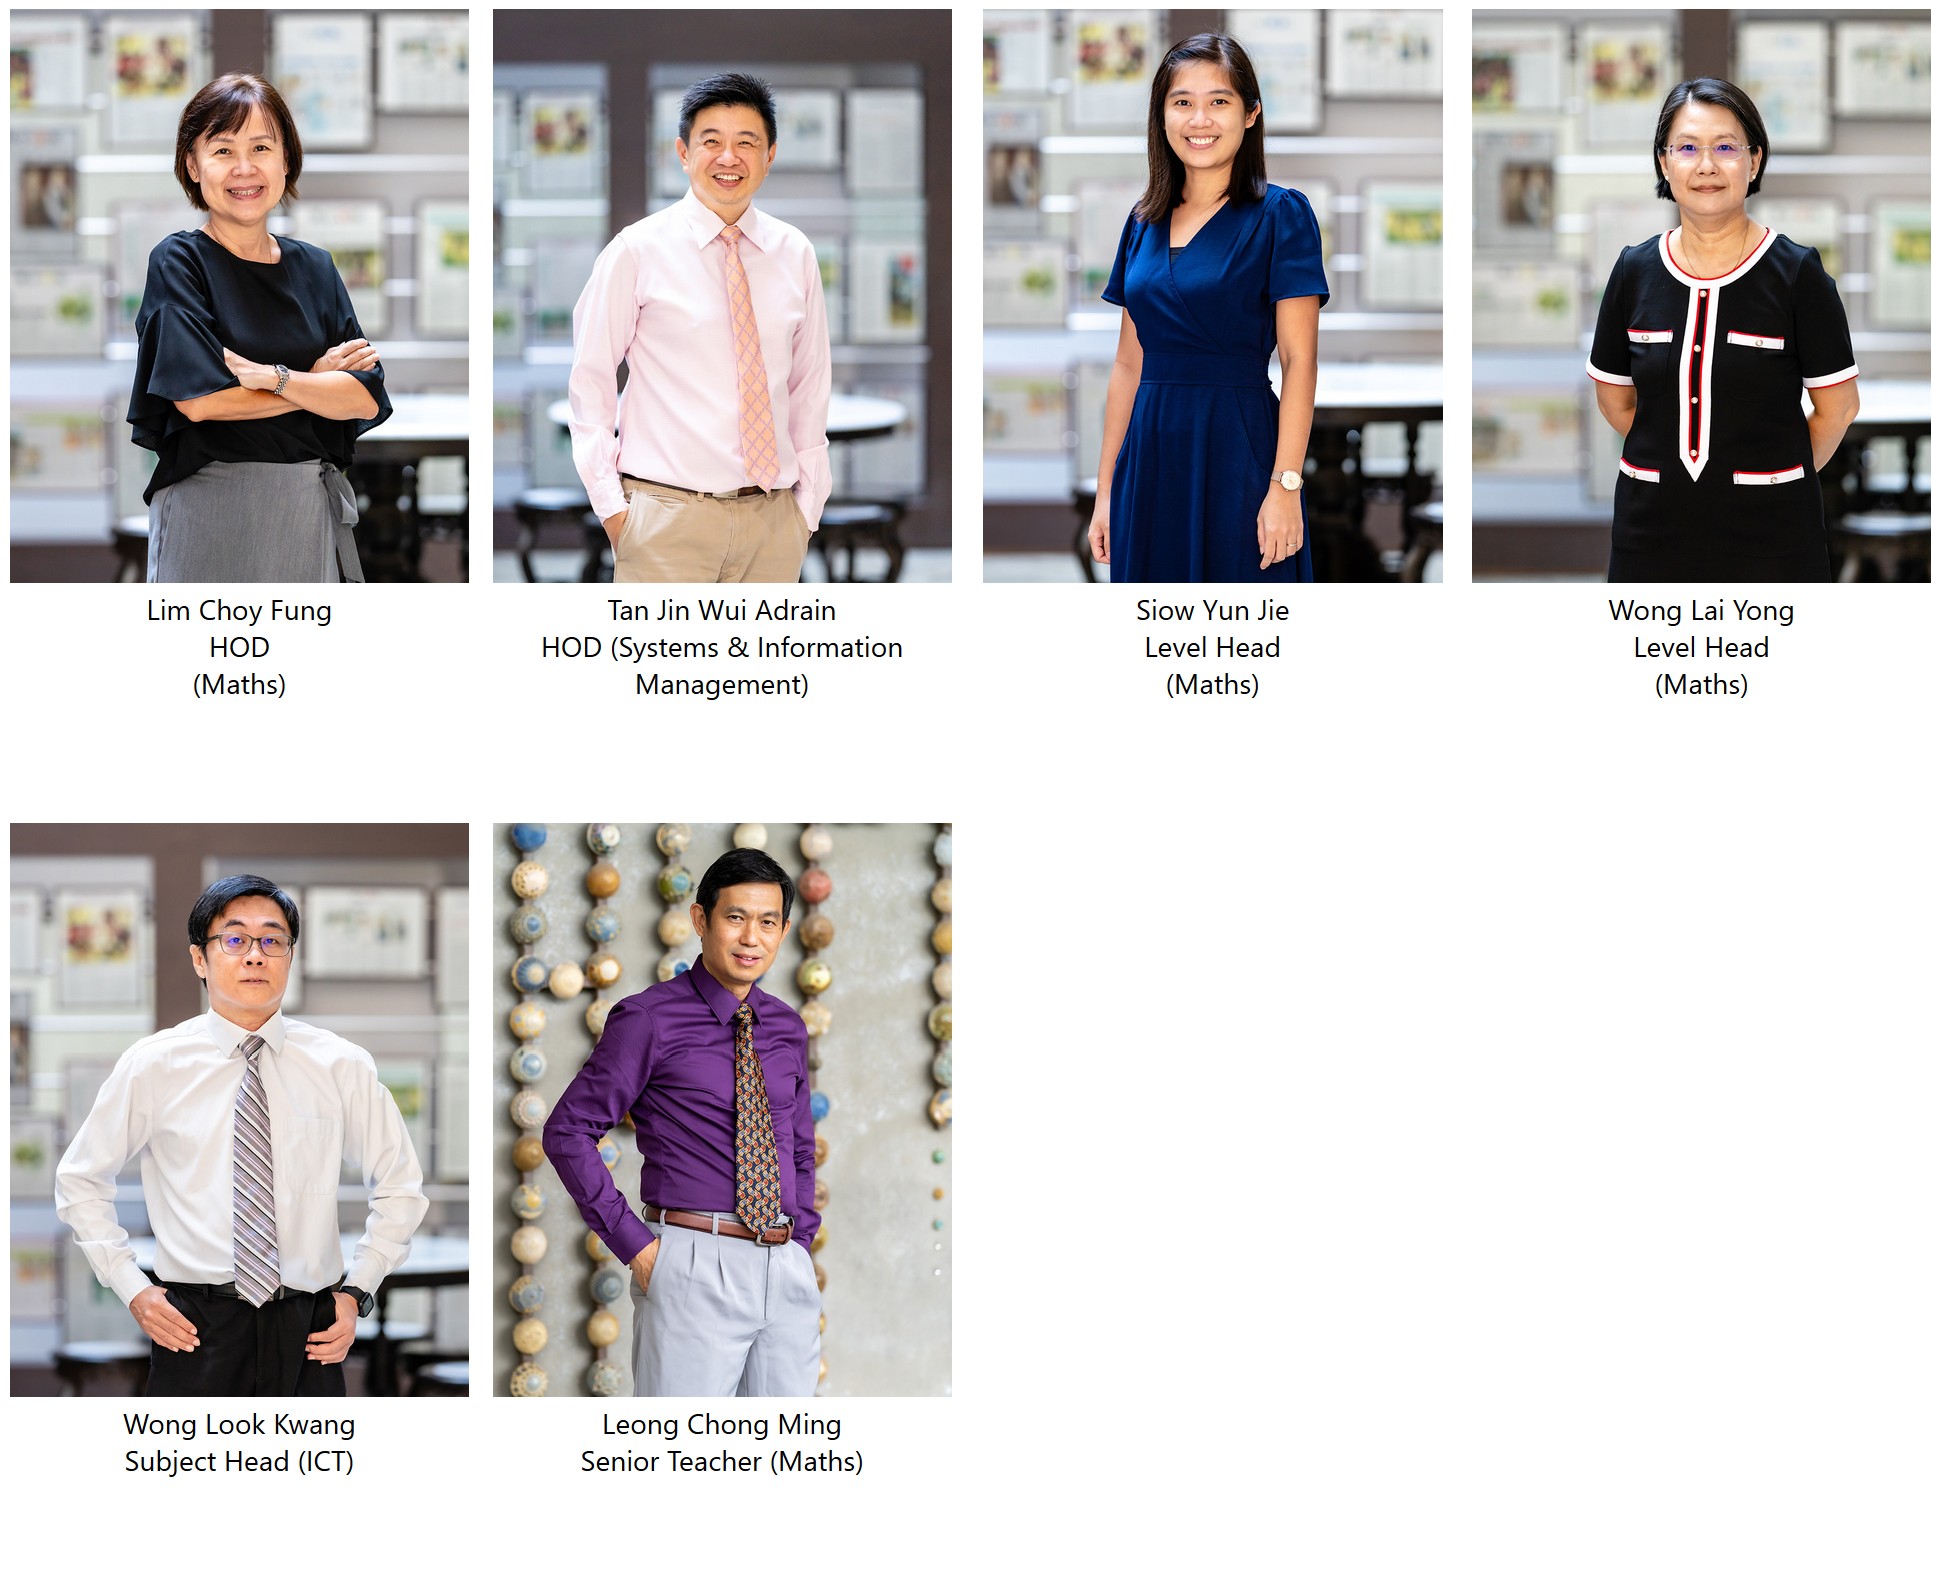 Lim Choy Fung
HOD
(Maths)
Tan Jin Wui Adrain
HOD (Systems & Information
Management)
Siow Yun Jie
Level Head
(Maths)
Wong Lai Yong
Level Head
(Maths)
Wong Look Kwang
Subject Head (ICT)
Leong Chong Ming
Senior Teacher (Maths)